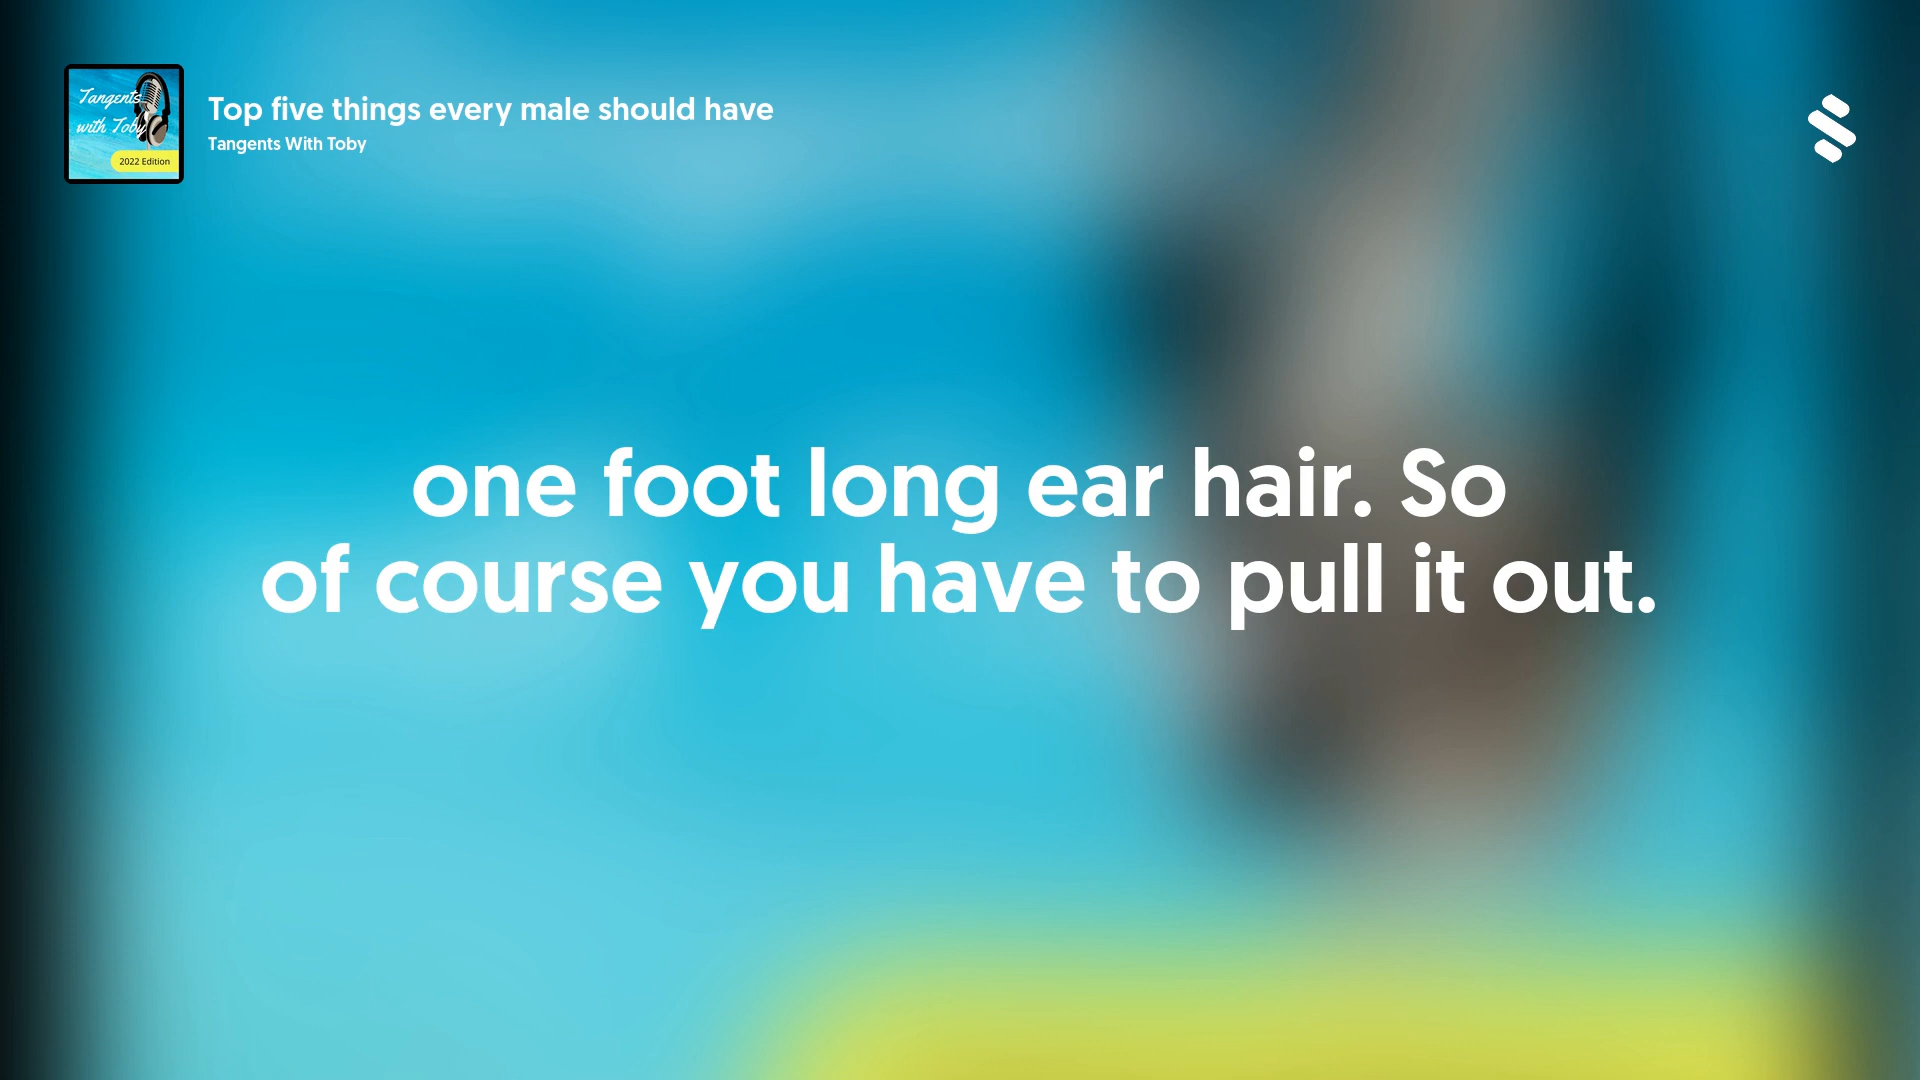 Tangents
with Toby
2022 Edition
Top five things every male should have
Tangents With Toby
one foot long ear hair. So
of course you have to pull it out.